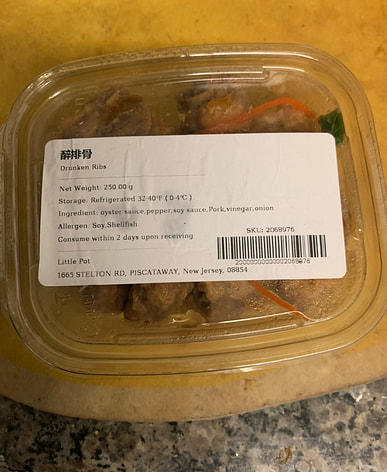 醉排骨
Drunken Ribs
Net Weight: 250.00 g
Storage: Refrigerated 32-40°F ( 0-4°C )
Ingredient: oyster sauce,pepper,soy sauce,Pork,vinegar,onion
Allergen: Soy,Shellfish
Consume within 2 days upon receiving
SKU: 2068976
Little Pot
1665 STELTON RD, PISCATAWAY, New Jersey, 08854